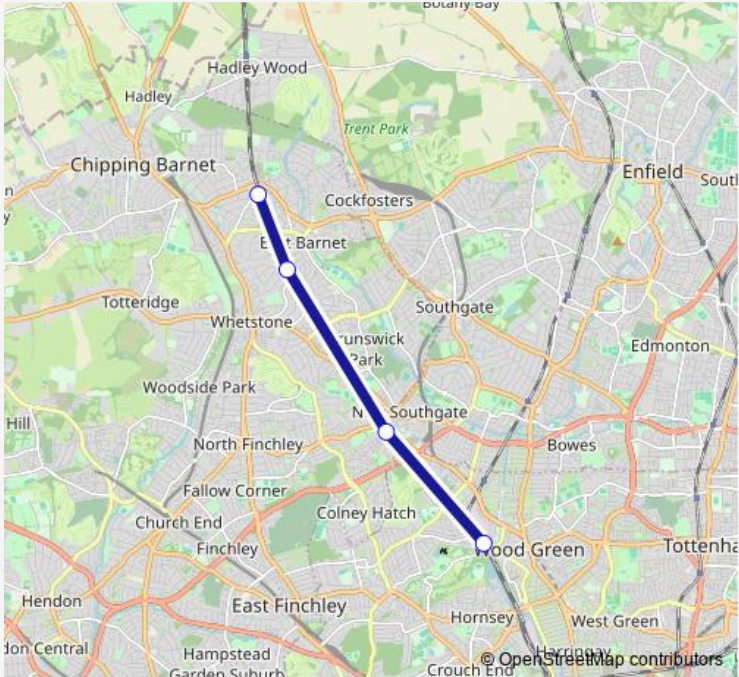 Botany Bay
Hadley Wood
Hadley
Trent Park
Chipping Barnet
Enfield
Cockfosters
East Barnet
Totteridge
Southgate
Whetstone
Brunswick
Park
Edmonton
Woodside Park
Southgate
Hill
North Finchley
Bowes
Fallow Corner
Colney Hatch
Church End
Finchley
Wood Green
Hendon
East Finchley
Hornsey
West Green
Hampstead
Garden Suburb
Crouch End
Harringay
© OpenStreetMap contributors